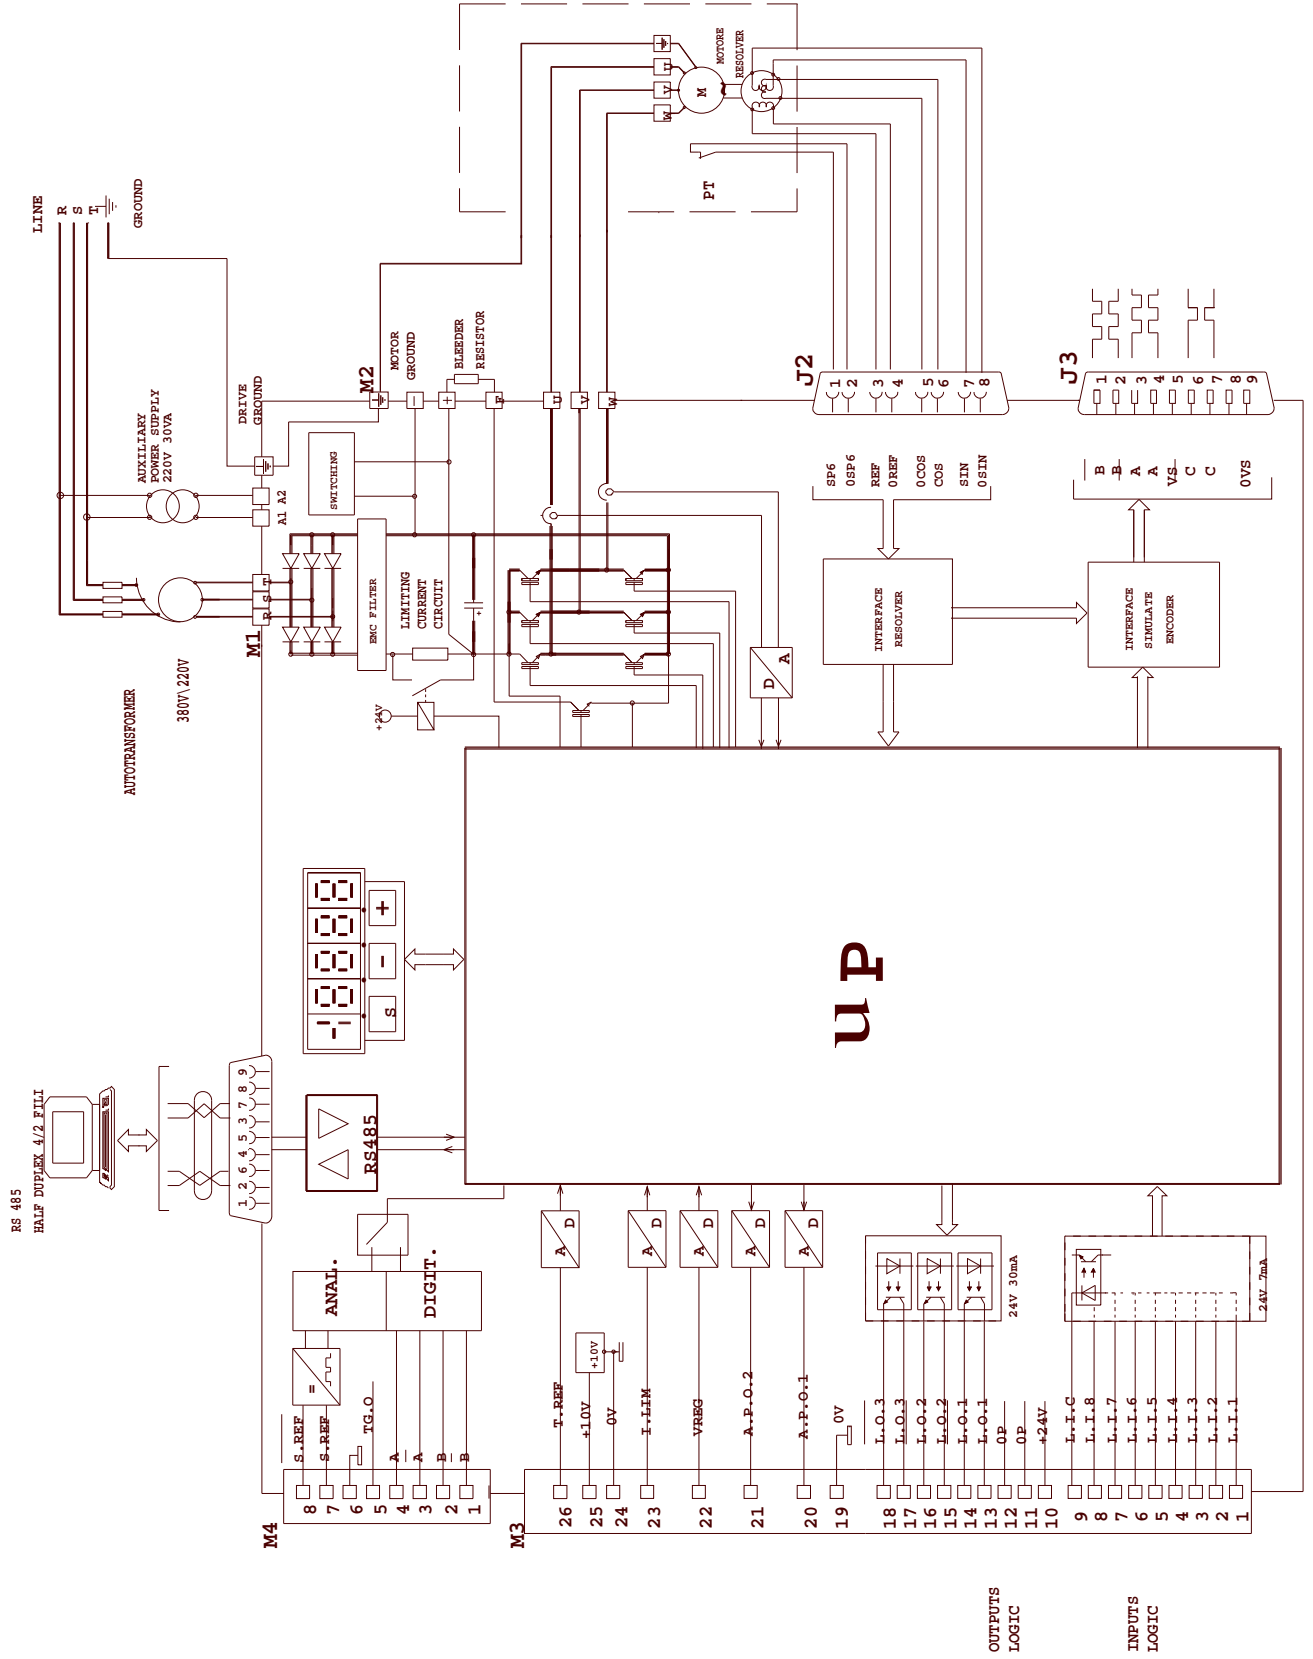 LINE
R
S
T
GROUND
AUXILIARY
POWER SUPPLY
220V 30VA
DRIVE
GROUND
A1 A2
AUTOTRANSFORMER
380V\220V
M1
R S T
SWITCHING
EMC FILTER
LIMITING
CURRENT
CIRCUIT
+
+24V
M2
MOTOR
GROUND
-
+
F
BLEEDER
RESISTOR
U
V
W
U
V
W
M
MOTORE
RESOLVER
PT
J2
1
2
3
4
5
6
7
8
SP6
0SP6
REF
0REF
0COS
COS
SIN
0SIN
J3
1
2
3
4
5
6
7
8
9
B
B
A
A
VS
C
C
0VS
INTERFACE
RESOLVER
INTERFACE
SIMULATE
ENCODER
D A
uP
S - +
RS 485
HALF DUPLEX 4/2 FILI
1 2 6 4 5 3 7 8 9
RS485
ANAL.
DIGIT.
=
S.REF
S.REF
TG.O
A
A
B
B
M4
8
7
6
5
4
3
2
1
A D
A D
A D
A D
A D
T.REF
+10V
+10V
0V
I.LIM
VREG
A.P.O.2
A.P.O.1
0V
L.O.3
L.O.3
L.O.2
L.O.2
L.O.1
L.O.1
0P
0P
+24V
24V 30mA
L.I.C
L.I.8
L.I.7
L.I.6
L.I.5
L.I.4
L.I.3
L.I.2
L.I.1
24V 7mA
M3
26
25
24
23
22
21
20
19
18
17
16
15
14
13
12
11
10
9
8
7
6
5
4
3
2
1
OUTPUTS
LOGIC
INPUTS
LOGIC